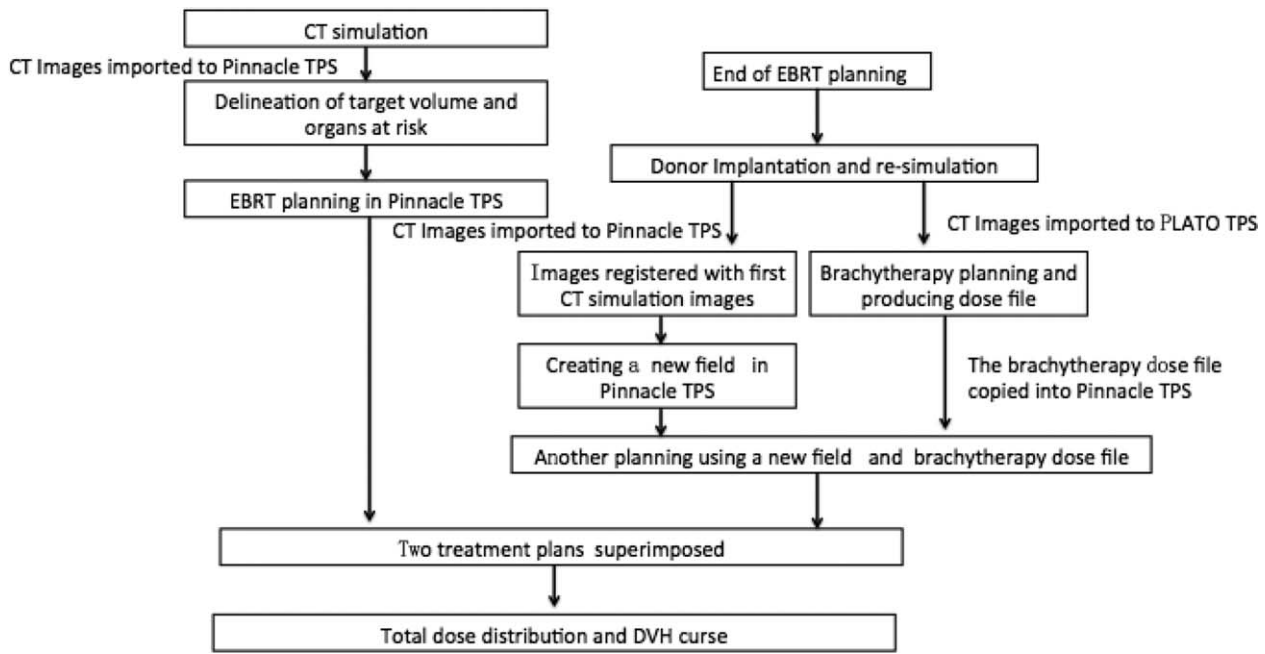 CT simulation
CT Images imported to Pinnacle TPS
Delineation of target volume and
organs at risk
EBRT planning in Pinnacle TPS
End of EBRT planning
Donor Implantation and re-simulation
CT Images imported to Pinnacle TPS
CT Images imported to PLATO TPS
Images registered with first
CT simulation images
Brachytherapy planning and
producing dose file
Creating a new field in
Pinnacle TPS
The brachytherapy dose file
copied into Pinnacle TPS
Another planning using a new field and brachytherapy dose file
Two treatment plans superimposed
Total dose distribution and DVH curse